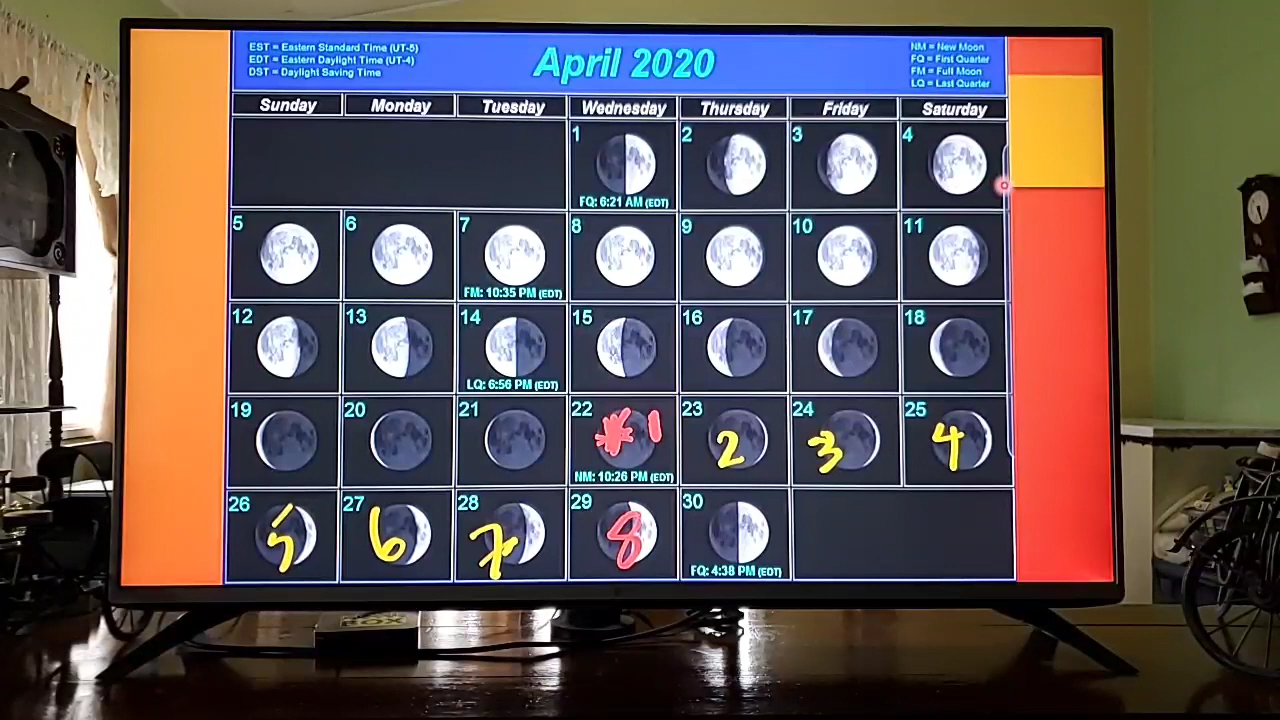 EST = Eastern Standard Time (UT-5)
EDT = Eastern Daylight Time (UT-4)
DST = Daylight Saving Time
April 2020
NM = New Moon
FQ = First Quarter
FM = Full Moon
LQ = Last Quarter
Sunday Monday Tuesday Wednesday Thursday Friday Saturday
1 2 3 4
FQ: 6:21 AM (EDT)
5 6 7 8 9 10 11
FM: 10:35 PM (EDT)
12 13 14 15 16 17 18
LQ: 6:56 PM (EDT)
19 20 21 22 23 24 25
* 1 2 3 4
NM: 10:26 PM (EDT)
26 27 28 29 30
5 6 7 8
FQ: 4:38 PM (EDT)